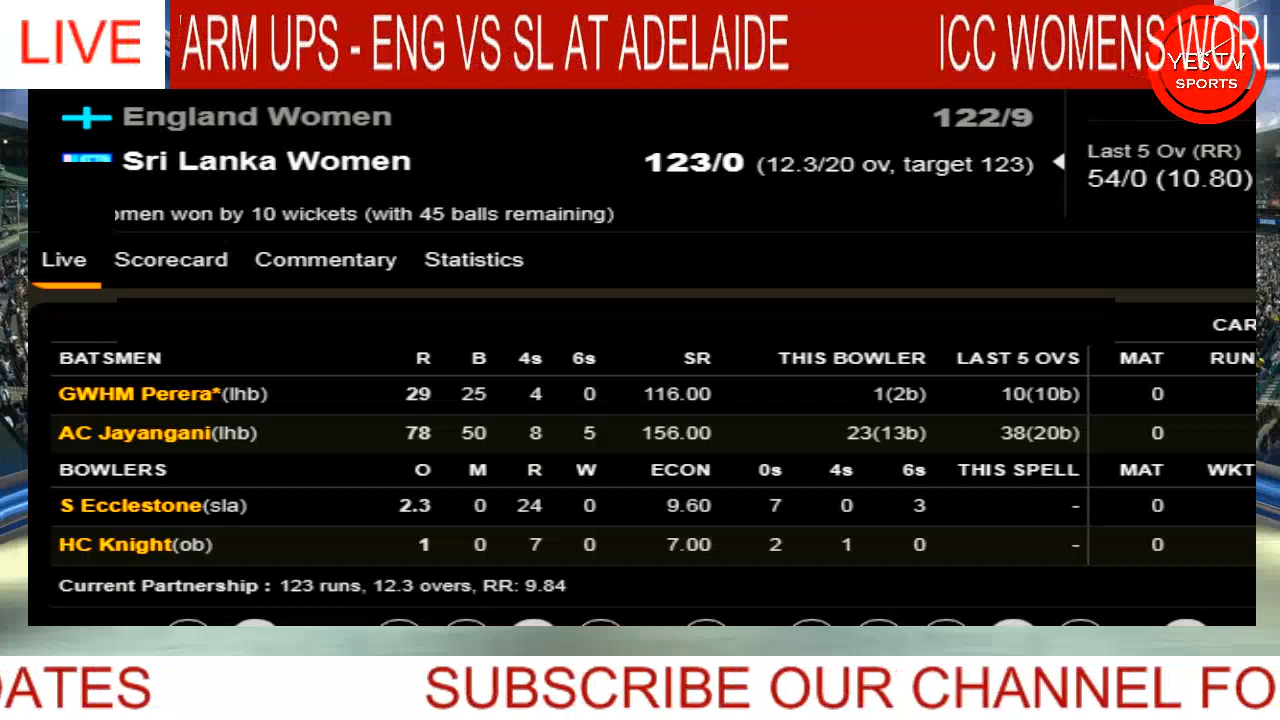 LIVE
ARM UPS - ENG VS SL AT ADELAIDE ICC WOMENS WORL
YES TV
SPORTS
England Women 122/9
Sri Lanka Women 123/0 (12.3/20 ov, target 123)
Last 5 Ov (RR)
54/0 (10.80)
omen won by 10 wickets (with 45 balls remaining)
Live Scorecard Commentary Statistics
CAR
BATSMEN R B 4s 6s SR THIS BOWLER LAST 5 OVS MAT RUN
GWHM Perera*(lhb) 29 25 4 0 116.00 1(2b) 10(10b) 0
AC Jayangani(lhb) 78 50 8 5 156.00 23(13b) 38(20b) 0
BOWLERS O M R W ECON 0s 4s 6s THIS SPELL MAT WKT
S Ecclestone(sla) 2.3 0 24 0 9.60 7 0 3 - 0
HC Knight(ob) 1 0 7 0 7.00 2 1 0 - 0
Current Partnership : 123 runs, 12.3 overs, RR: 9.84
DATES SUBSCRIBE OUR CHANNEL FO